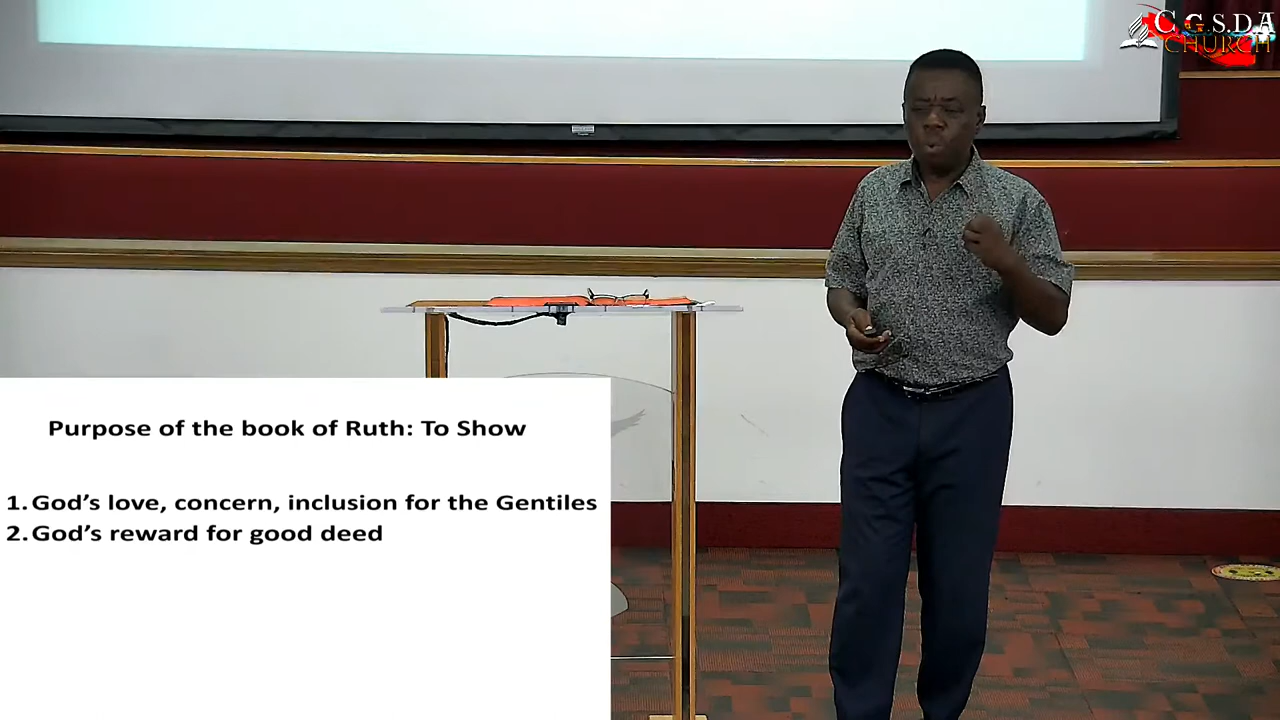 C.G.S.D.A
CHURCH
Purpose of the book of Ruth: To Show
1. God's love, concern, inclusion for the Gentiles
2. God's reward for good deed